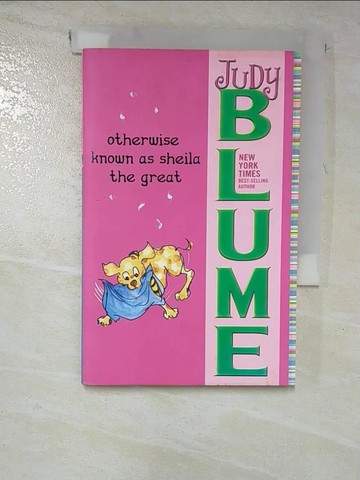 Judy
BLUME
NEW
YORK
TIMES
BEST-SELLING
AUTHOR
otherwise
known as sheila
the great